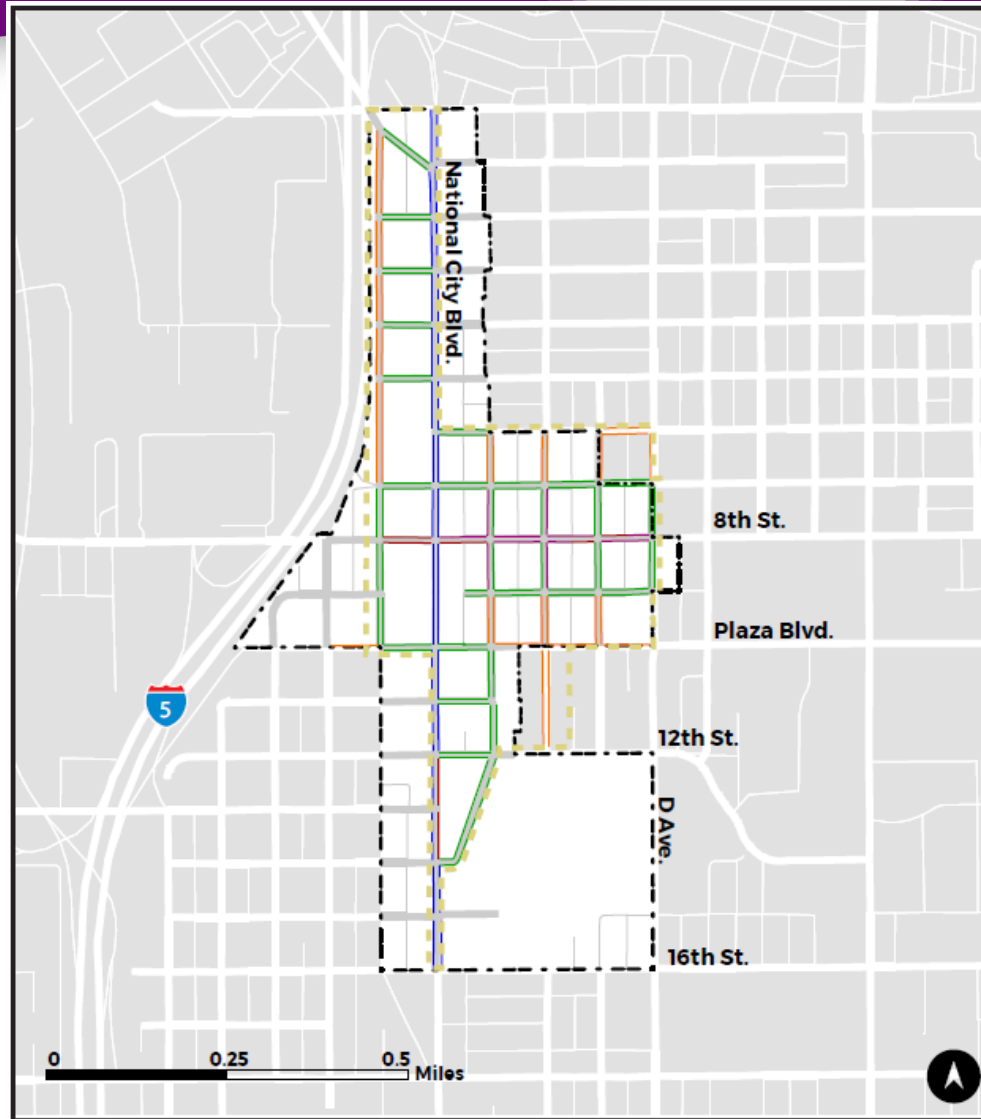 National City Blvd.
8th St.
Plaza Blvd.
5
12th St.
D Ave.
16th St.
0 0.25 0.5
Miles